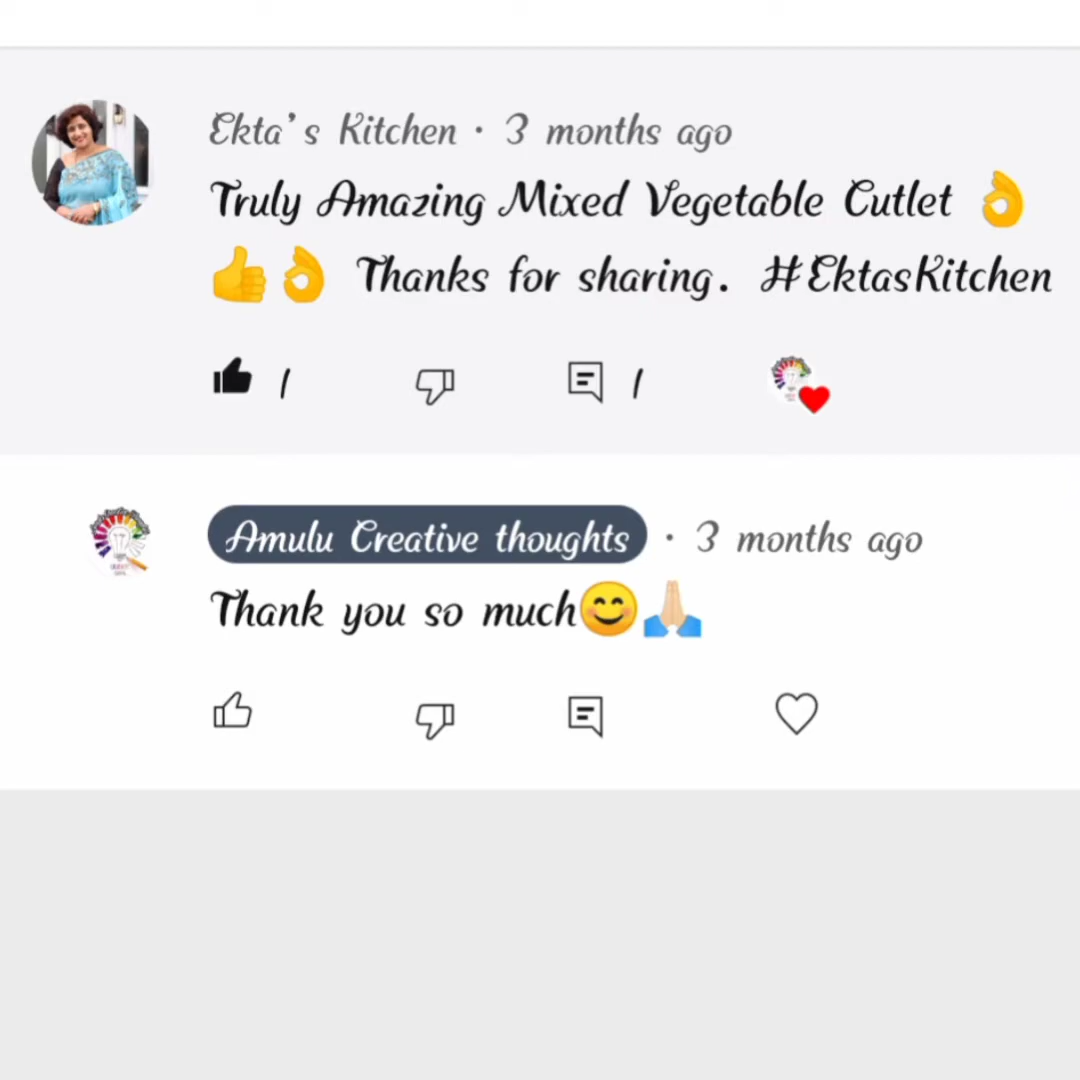 Ekta's Kitchen · 3 months ago
Truly Amazing Mixed Vegetable Cutlet 👌
👍👌 Thanks for sharing. #EktasKitchen
1 1
Amulu Creative thoughts · 3 months ago
Thank you so much😊🙏🏼